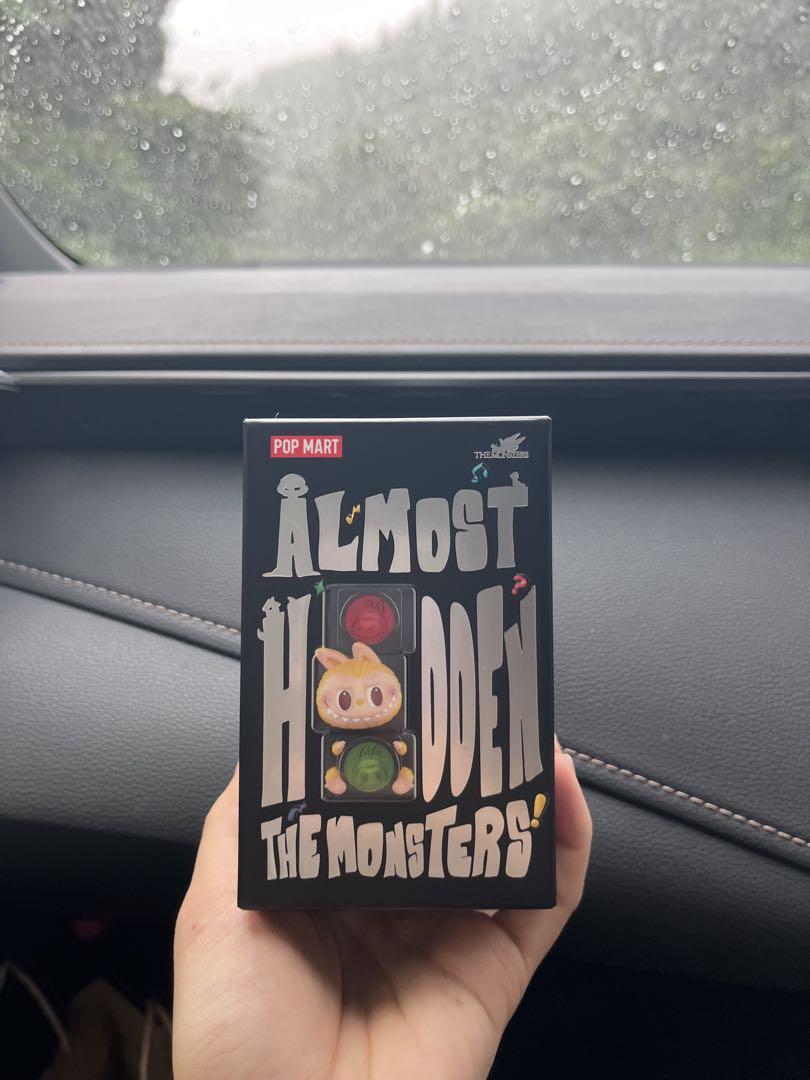 POP MART
THE MONSTERS
ALMOST
HIDDEN
THE MONSTERS!